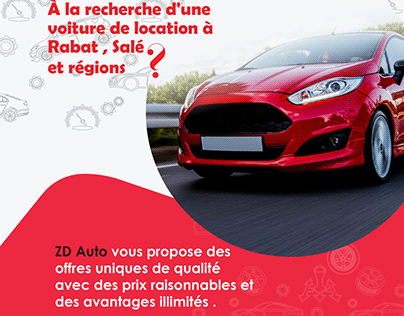 À la recherche d'une
voiture de location à
Rabat , Salé
et régions ?
ZD Auto vous propose des
offres uniques de qualité
avec des prix raisonnables et
des avantages illimités .